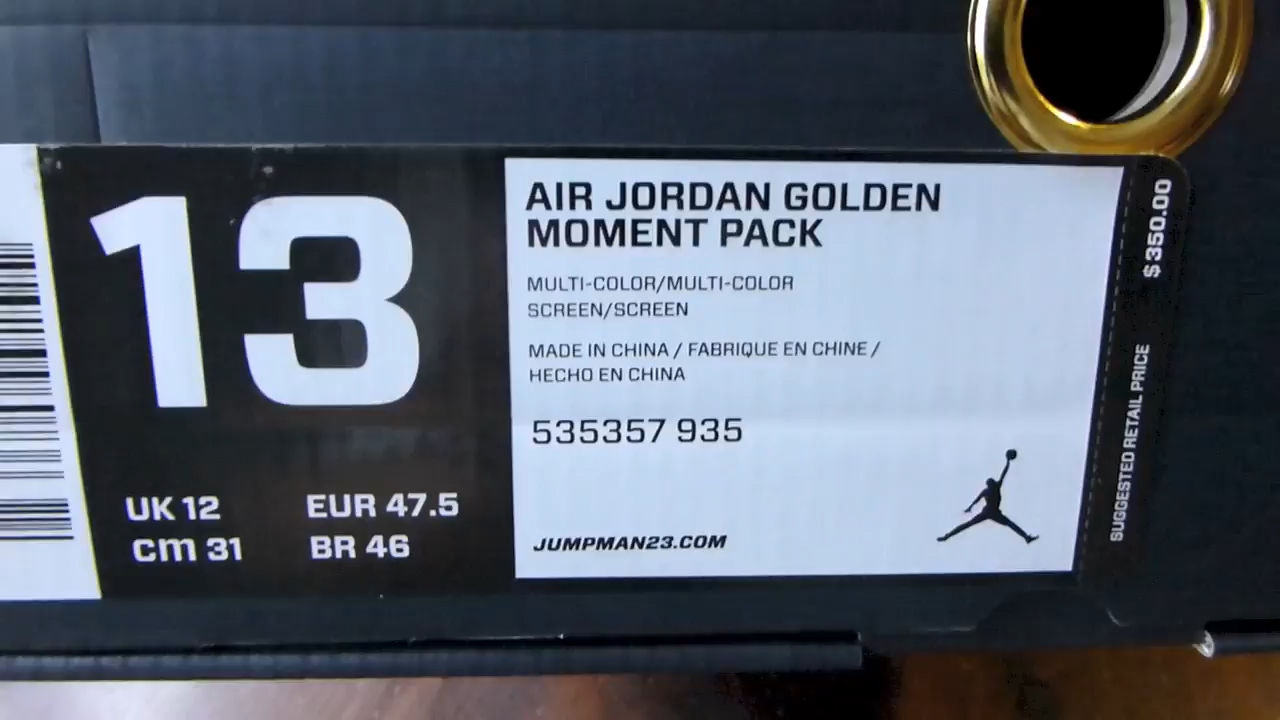 13
UK 12
EUR 47.5
cm 31
BR 46
AIR JORDAN GOLDEN
MOMENT PACK
MULTI-COLOR/MULTI-COLOR
SCREEN/SCREEN
MADE IN CHINA / FABRIQUE EN CHINE /
HECHO EN CHINA
535357 935
JUMPMAN23.COM
SUGGESTED RETAIL PRICE $350.00